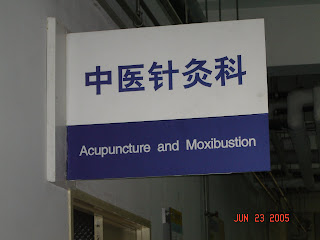 中医针灸科
Acupuncture and Moxibustion
JUN 23 2005